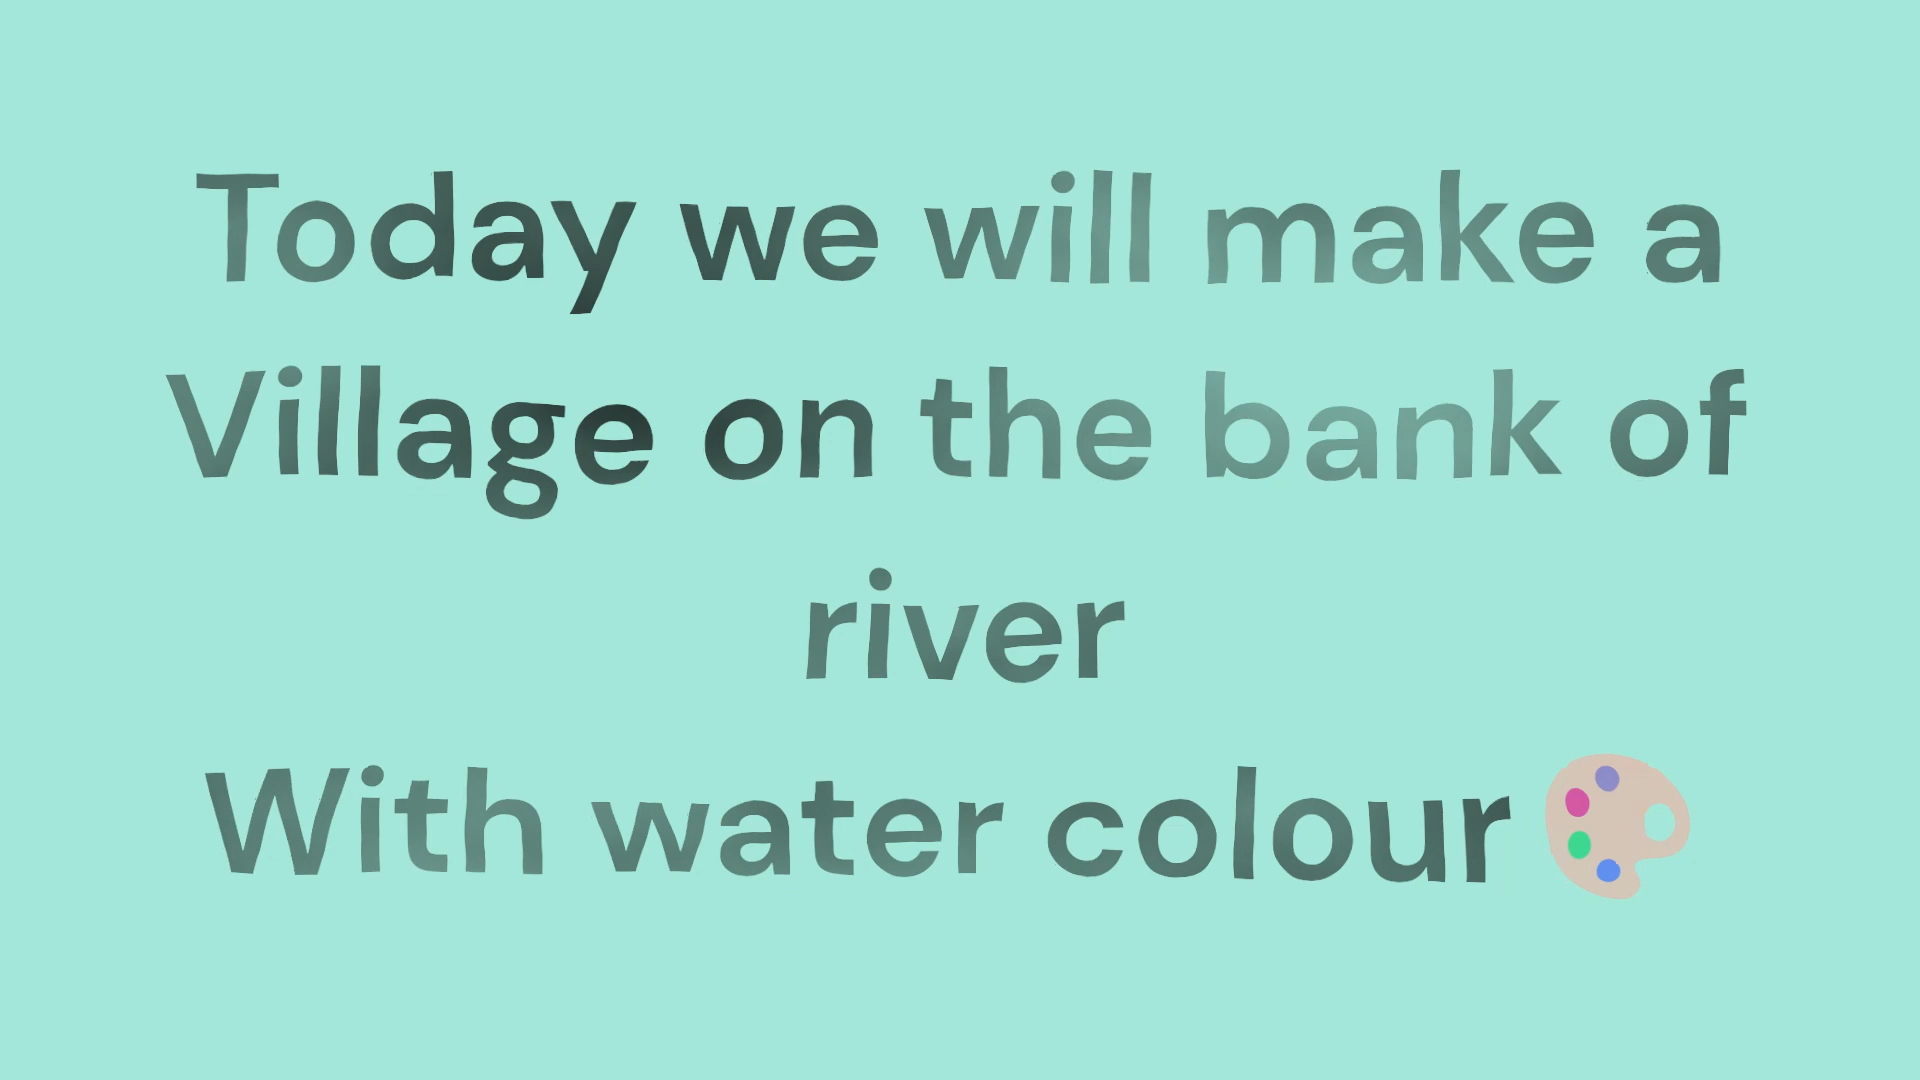 Today we will make a
Village on the bank of
river
With water colour🎨